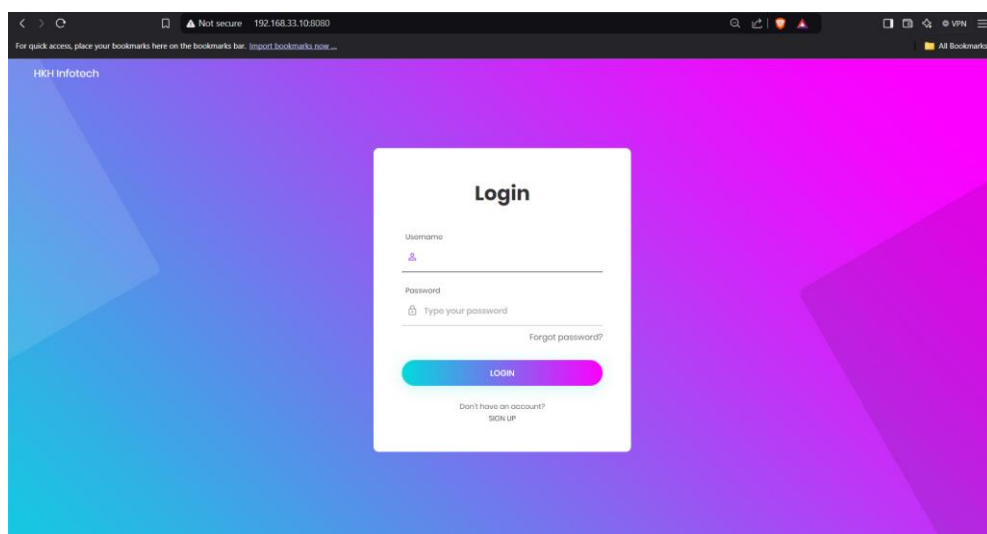 Not secure 192.168.33.10:8080
VPN
For quick access, place your bookmarks here on the bookmarks bar. Import bookmarks now ...
All Bookmarks
HKH Infotech
Login
Username
Password
Type your password
Forgot password?
LOGIN
Don't have an account?
SIGN UP